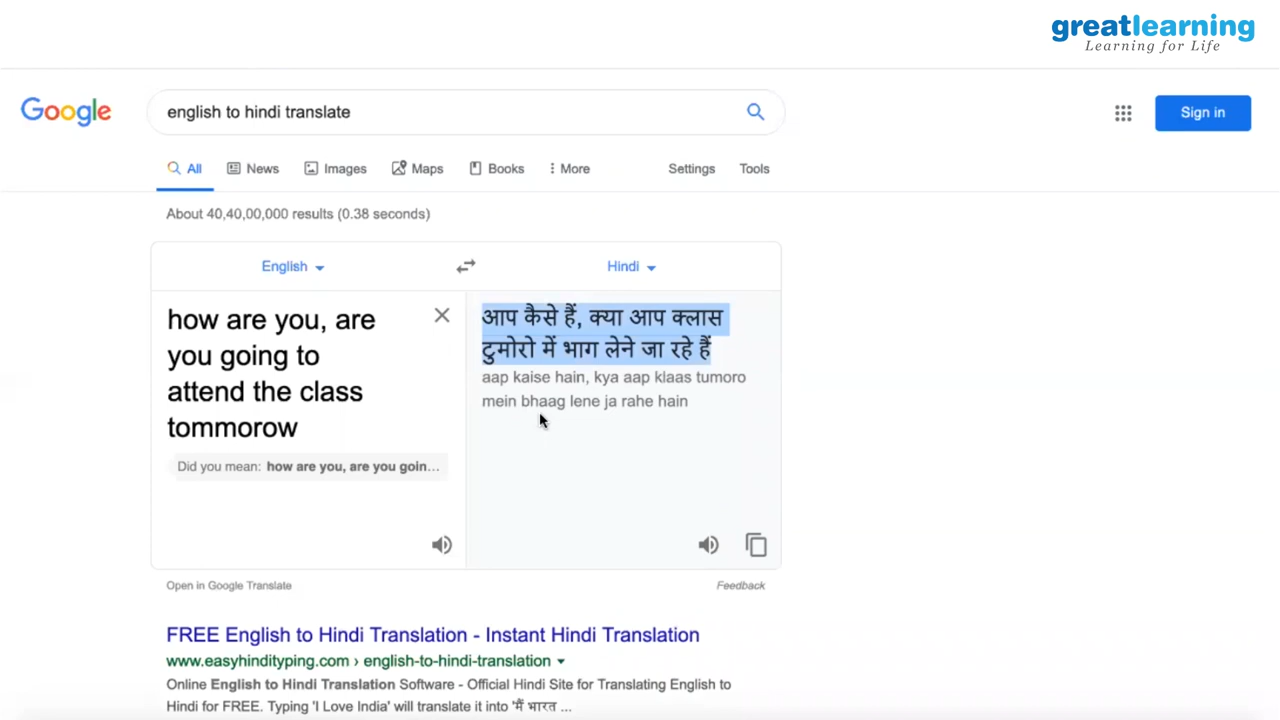 greatlearning
Learning for Life
Google
english to hindi translate
Sign in
All
News
Images
Maps
Books
More
Settings
Tools
About 40,40,00,000 results (0.38 seconds)
English
Hindi
how are you, are
you going to
attend the class
tommorow
Did you mean: how are you, are you goin...
आप कैसे हैं, क्या आप क्लास
टुमोरो में भाग लेने जा रहे हैं
aap kaise hain, kya aap klaas tumoro
mein bhaag lene ja rahe hain
Open in Google Translate
Feedback
FREE English to Hindi Translation - Instant Hindi Translation
www.easyhindityping.com › english-to-hindi-translation
Online English to Hindi Translation Software - Official Hindi Site for Translating English to
Hindi for FREE. Typing 'I Love India' will translate it into 'मैं भारत ...